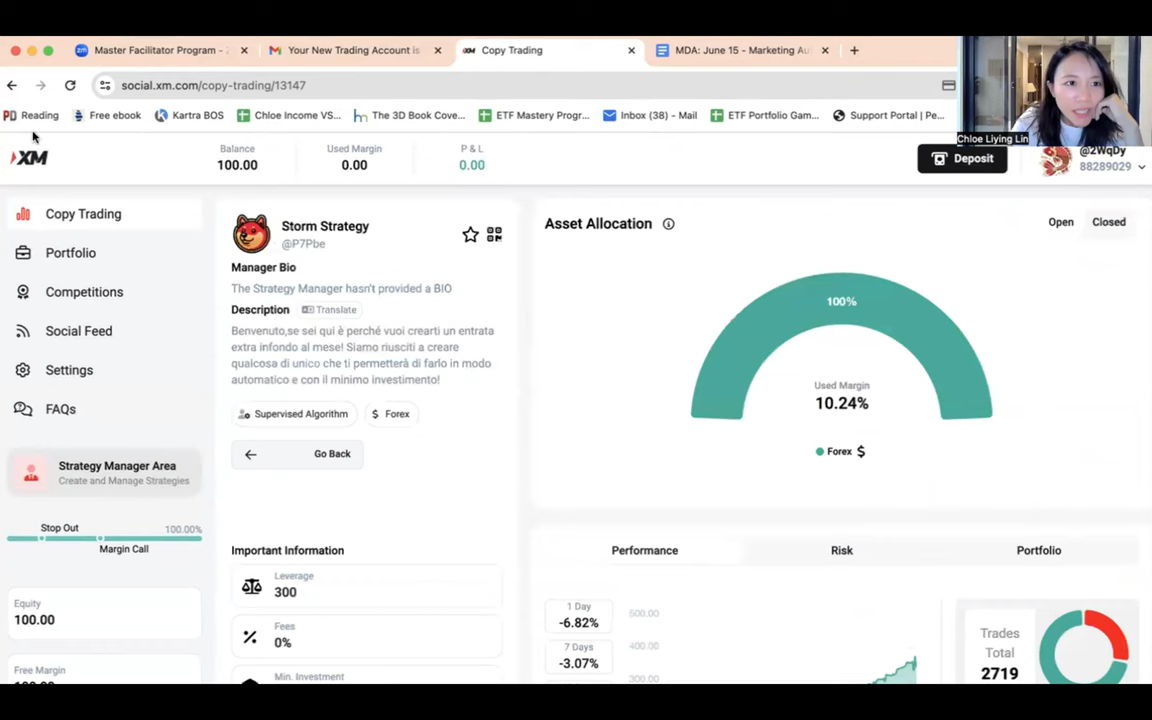 Master Facilitator Program -
Your New Trading Account is
Copy Trading
MDA: June 15 - Marketing Au
social.xm.com/copy-trading/13147
Reading
Free ebook
Kartra BOS
Chloe Income VS...
The 3D Book Cove...
ETF Mastery Progr...
Inbox (38) - Mail
ETF Portfolio Gam...
Support Portal | Pe...
Chloe Liying Lin
XM
Balance
100.00
Used Margin
0.00
P & L
0.00
Deposit
@2WqDy
88289029
Copy Trading
Portfolio
Competitions
Social Feed
Settings
FAQs
Strategy Manager Area
Create and Manage Strategies
Stop Out
100.00%
Margin Call
Equity
100.00
Free Margin
Storm Strategy
@P7Pbe
Manager Bio
The Strategy Manager hasn't provided a BIO
Description
Translate
Benvenuto,se sei qui è perché vuoi crearti un entrata
extra infondo al mese! Siamo riusciti a creare
qualcosa di unico che ti permetterà di farlo in modo
automatico e con il minimo investimento!
Supervised Algorithm
$ Forex
Go Back
Important Information
Leverage
300
Fees
0%
Min. Investment
Asset Allocation
Open
Closed
100%
Used Margin
10.24%
Forex $
Performance
Risk
Portfolio
1 Day
-6.82%
7 Days
-3.07%
500.00
400.00
300.00
Trades
Total
2719